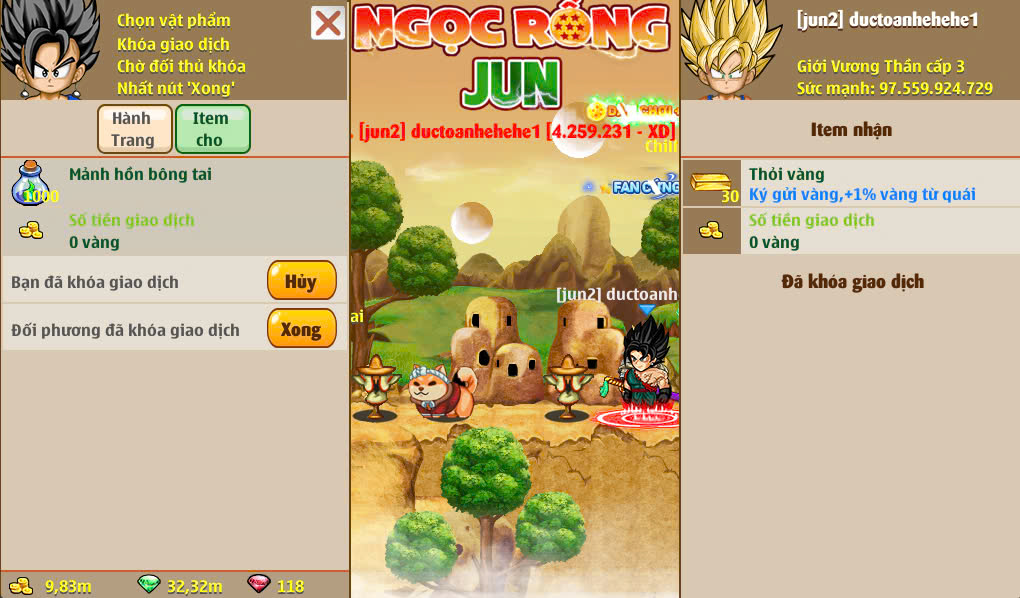 Chọn vật phẩm
Khóa giao dịch
Chờ đối thủ khóa
Nhất nút 'Xong'
Hành
Trang
Item
cho
Mảnh hồn bông tai
1000
Số tiền giao dịch
0 vàng
Bạn đã khóa giao dịch
Hủy
Đối phương đã khóa giao dịch
Xong
9,83m
32,32m
118
NGỌC RỒNG
JUN
. [jun2] ductoanhehehe1 [4.259.231 - XD]
Chill
FAN CỨNG
[jun2] ductoanh
ai
[jun2] ductoanhehehe1
Giới Vương Thần cấp 3
Sức mạnh: 97.559.924.729
Item nhận
Thỏi vàng
30
Ký gửi vàng,+1% vàng từ quái
Số tiền giao dịch
0 vàng
Đã khóa giao dịch